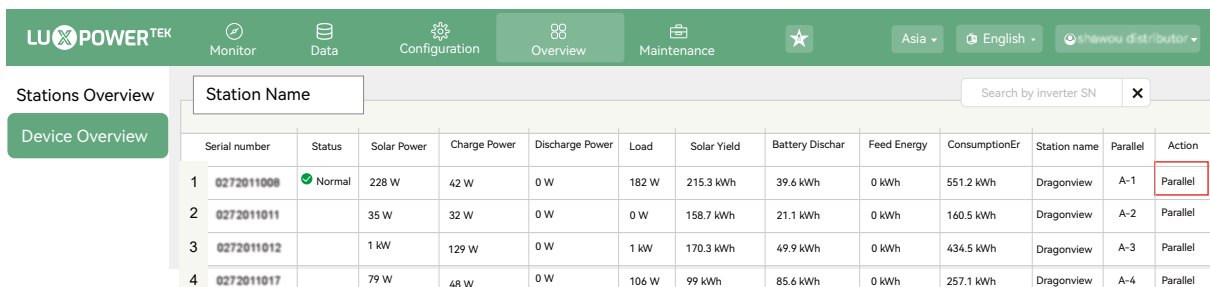 LUXPOWERTEK
Monitor Data Configuration Overview Maintenance Asia English shawou distributor
Stations Overview
Device Overview
Station Name
Search by inverter SN
Serial number Status Solar Power Charge Power Discharge Power Load Solar Yield Battery Dischar Feed Energy ConsumptionEr Station name Parallel Action
1 0272011008 Normal 228 W 42 W 0 W 182 W 215.3 kWh 39.6 kWh 0 kWh 551.2 kWh Dragonview A-1 Parallel
2 0272011011 35 W 32 W 0 W 0 W 158.7 kWh 21.1 kWh 0 kWh 160.5 kWh Dragonview A-2 Parallel
3 0272011012 1 kW 129 W 0 W 1 kW 170.3 kWh 49.9 kWh 0 kWh 434.5 kWh Dragonview A-3 Parallel
4 0272011017 79 W 48 W 0 W 106 W 99 kWh 85.6 kWh 0 kWh 257.1 kWh Dragonview A-4 Parallel